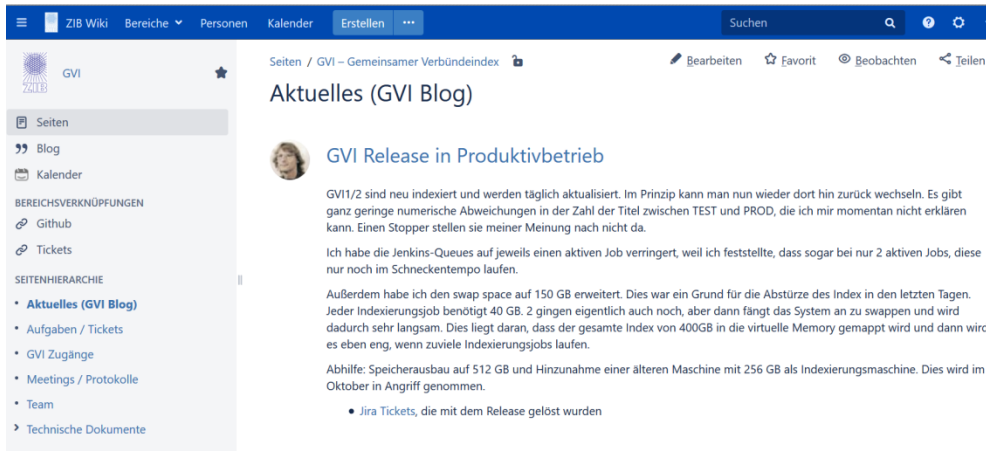 ZIB Wiki Bereiche Personen Kalender Erstellen ··· Suchen
ZIB
GVI
Seiten
Blog
Kalender
BEREICHSVERKNÜPFUNGEN
Github
Tickets
SEITENHIERARCHIE
Aktuelles (GVI Blog)
Aufgaben / Tickets
GVI Zugänge
Meetings / Protokolle
Team
Technische Dokumente
Seiten / GVI – Gemeinsamer Verbündeindex
Bearbeiten Favorit Beobachten Teilen
Aktuelles (GVI Blog)
GVI Release in Produktivbetrieb
GVI1/2 sind neu indexiert und werden täglich aktualisiert. Im Prinzip kann man nun wieder dort hin zurück wechseln. Es gibt
ganz geringe numerische Abweichungen in der Zahl der Titel zwischen TEST und PROD, die ich mir momentan nicht erklären
kann. Einen Stopper stellen sie meiner Meinung nach nicht da.
Ich habe die Jenkins-Queues auf jeweils einen aktiven Job verringert, weil ich feststellte, dass sogar bei nur 2 aktiven Jobs, diese
nur noch im Schneckentempo laufen.
Außerdem habe ich den swap space auf 150 GB erweitert. Dies war ein Grund für die Abstürze des Index in den letzten Tagen.
Jeder Indexierungsjob benötigt 40 GB. 2 gingen eigentlich auch noch, aber dann fängt das System an zu swappen und wird
dadurch sehr langsam. Dies liegt daran, dass der gesamte Index von 400GB in die virtuelle Memory gemappt wird und dann wird
es eben eng, wenn zuviele Indexierungsjobs laufen.
Abhilfe: Speicherausbau auf 512 GB und Hinzunahme einer älteren Maschine mit 256 GB als Indexierungsmaschine. Dies wird im
Oktober in Angriff genommen.
Jira Tickets, die mit dem Release gelöst wurden